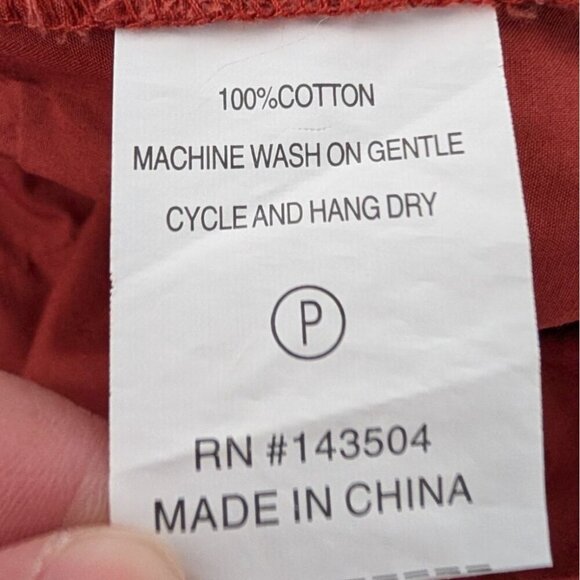 100%COTTON
MACHINE WASH ON GENTLE
CYCLE AND HANG DRY
P
RN #143504
MADE IN CHINA